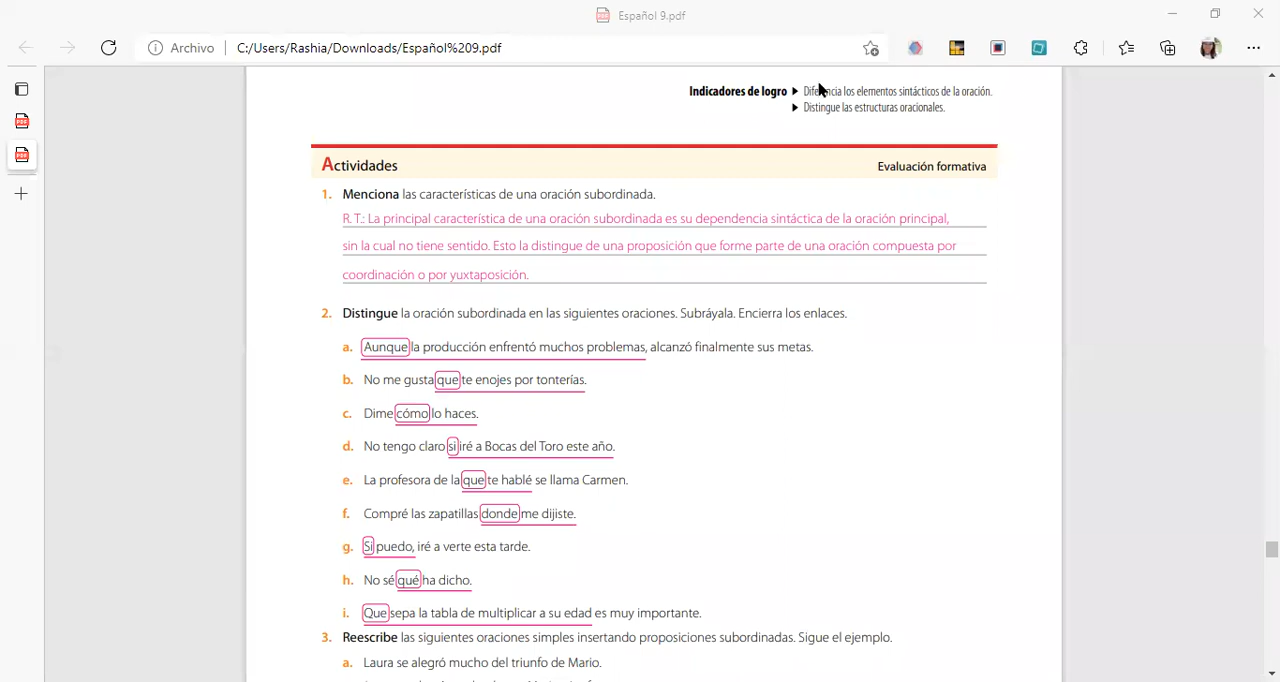 Español 9.pdf
Archivo C:/Users/Rashia/Downloads/Español%209.pdf
Indicadores de logro ▶ Diferencia los elementos sintácticos de la oración.
▶ Distingue las estructuras oracionales.
Actividades Evaluación formativa
1. Menciona las características de una oración subordinada.
R. T.: La principal característica de una oración subordinada es su dependencia sintáctica de la oración principal,
sin la cual no tiene sentido. Esto la distingue de una proposición que forme parte de una oración compuesta por
coordinación o por yuxtaposición.
2. Distingue la oración subordinada en las siguientes oraciones. Subráyala. Encierra los enlaces.
a. Aunque la producción enfrentó muchos problemas, alcanzó finalmente sus metas.
b. No me gusta que te enojes por tonterías.
c. Dime cómo lo haces.
d. No tengo claro si iré a Bocas del Toro este año.
e. La profesora de la que te hablé se llama Carmen.
f. Compré las zapatillas donde me dijiste.
g. Si puedo, iré a verte esta tarde.
h. No sé qué ha dicho.
i. Que sepa la tabla de multiplicar a su edad es muy importante.
3. Reescribe las siguientes oraciones simples insertando proposiciones subordinadas. Sigue el ejemplo.
a. Laura se alegró mucho del triunfo de Mario.